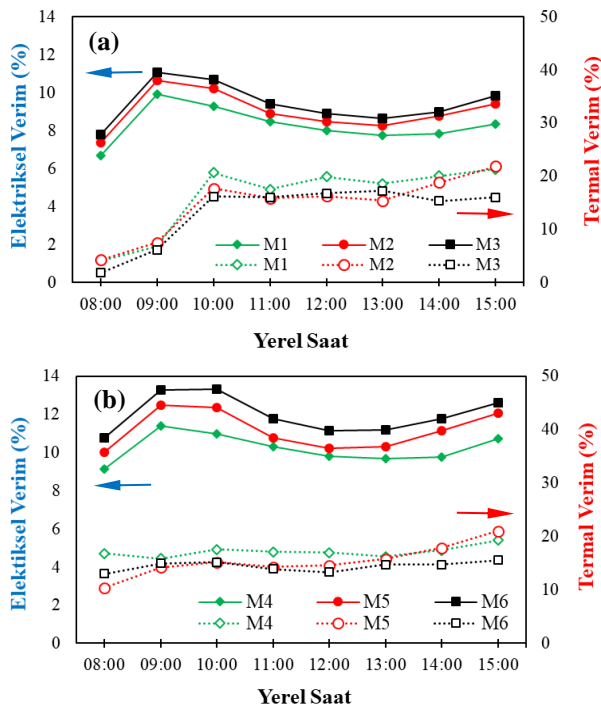 (a)
Elektriksel Verim (%)
14
12
10
8
6
4
2
0
50
40
30
20
10
0
Termal Verim (%)
M1 M2 M3
M1 M2 M3
08:00 09:00 10:00 11:00 12:00 13:00 14:00 15:00
Yerel Saat
(b)
Elektiksel Verim (%)
14
12
10
8
6
4
2
0
50
40
30
20
10
0
Termal Verim (%)
M4 M5 M6
M4 M5 M6
08:00 09:00 10:00 11:00 12:00 13:00 14:00 15:00
Yerel Saat